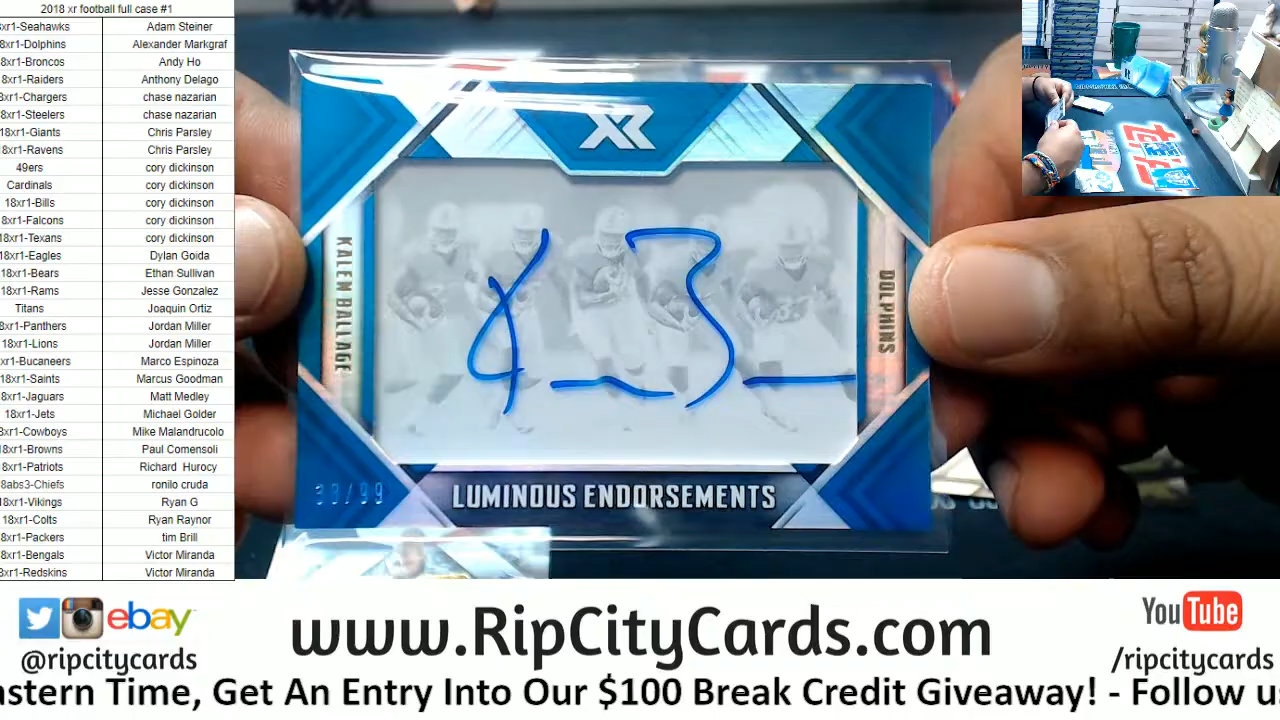 2018 xr football full case #1
8xr1-Seahawks Adam Steiner
8xr1-Dolphins Alexander Markgraf
8xr1-Broncos Andy Ho
8xr1-Raiders Anthony Delago
8xr1-Chargers chase nazarian
8xr1-Steelers chase nazarian
18xr1-Giants Chris Parsley
18xr1-Ravens Chris Parsley
49ers cory dickinson
Cardinals cory dickinson
18xr1-Bills cory dickinson
8xr1-Falcons cory dickinson
18xr1-Texans cory dickinson
18xr1-Eagles Dylan Goida
18xr1-Bears Ethan Sullivan
18xr1-Rams Jesse Gonzalez
Titans Joaquin Ortiz
8xr1-Panthers Jordan Miller
18xr1-Lions Jordan Miller
xr1-Bucaneers Marco Espinoza
18xr1-Saints Marcus Goodman
8xr1-Jaguars Matt Medley
18xr1-Jets Michael Golder
8xr1-Cowboys Mike Malandrucolo
18xr1-Browns Paul Comensoli
8xr1-Patriots Richard Hurocy
8abs3-Chiefs ronilo cruda
18xr1-Vikings Ryan G
18xr1-Colts Ryan Raynor
8xr1-Packers tim Brill
8xr1-Bengals Victor Miranda
8xr1-Redskins Victor Miranda
XR
KALEN BALLAGE
DOLPHINS
33/99
LUMINOUS ENDORSEMENTS
ebay
@ripcitycards
www.RipCityCards.com
YouTube
/ripcitycards
astern Time, Get An Entry Into Our $100 Break Credit Giveaway! - Follow us